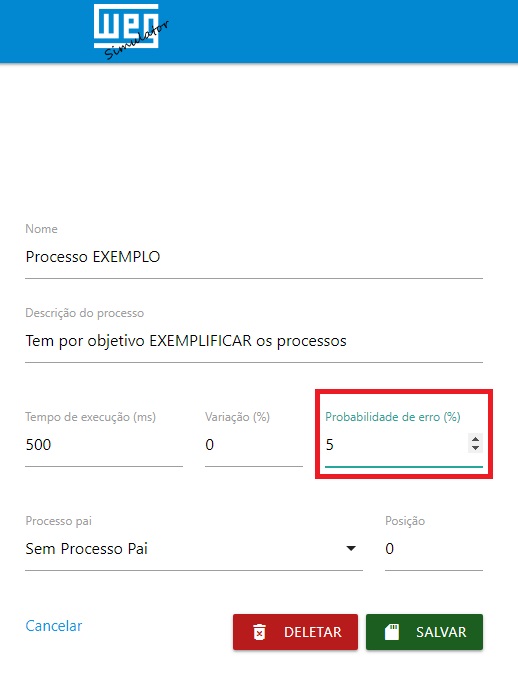 weg
Simulator
Nome
Processo EXEMPLO
Descrição do processo
Tem por objetivo EXEMPLIFICAR os processos
Tempo de execução (ms) Variação (%) Probabilidade de erro (%)
500 0 5
Processo pai Posição
Sem Processo Pai 0
Cancelar DELETAR SALVAR